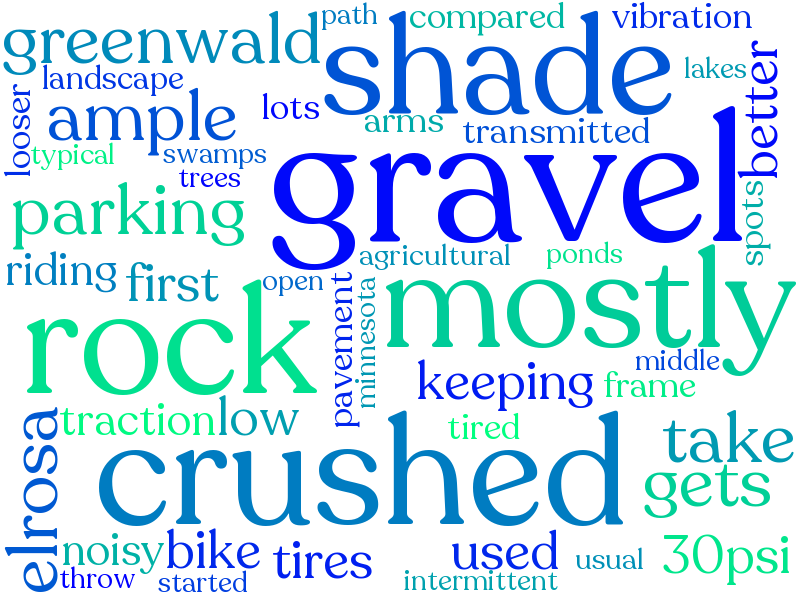 path
compared
vibration
greenwald
shade
lakes
landscape
better
looser
ample
lots
arms
transmitted
typical
swamps
trees
gravel
parking
spots
agricultural
ponds
riding
first
open
pavement
minnesota
mostly
rock
middle
keeping
frame
traction
low
tired
elrosa
crushed
take
gets
noisy
bike
tires
used
usual
30psi
throw
started
intermittent